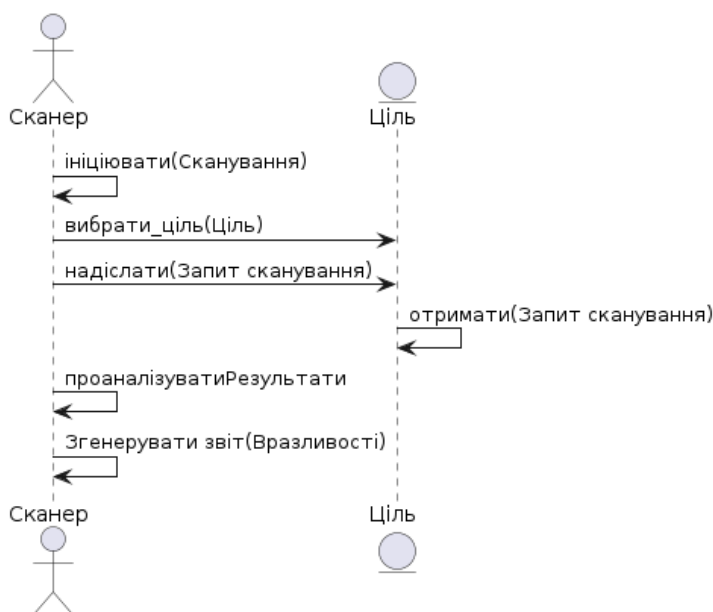 Сканер
Ціль
ініціювати(Сканування)
вибрати_ціль(Ціль)
надіслати(Запит сканування)
отримати(Запит сканування)
проаналізуватиРезультати
Згенерувати звіт(Вразливості)
Сканер
Ціль